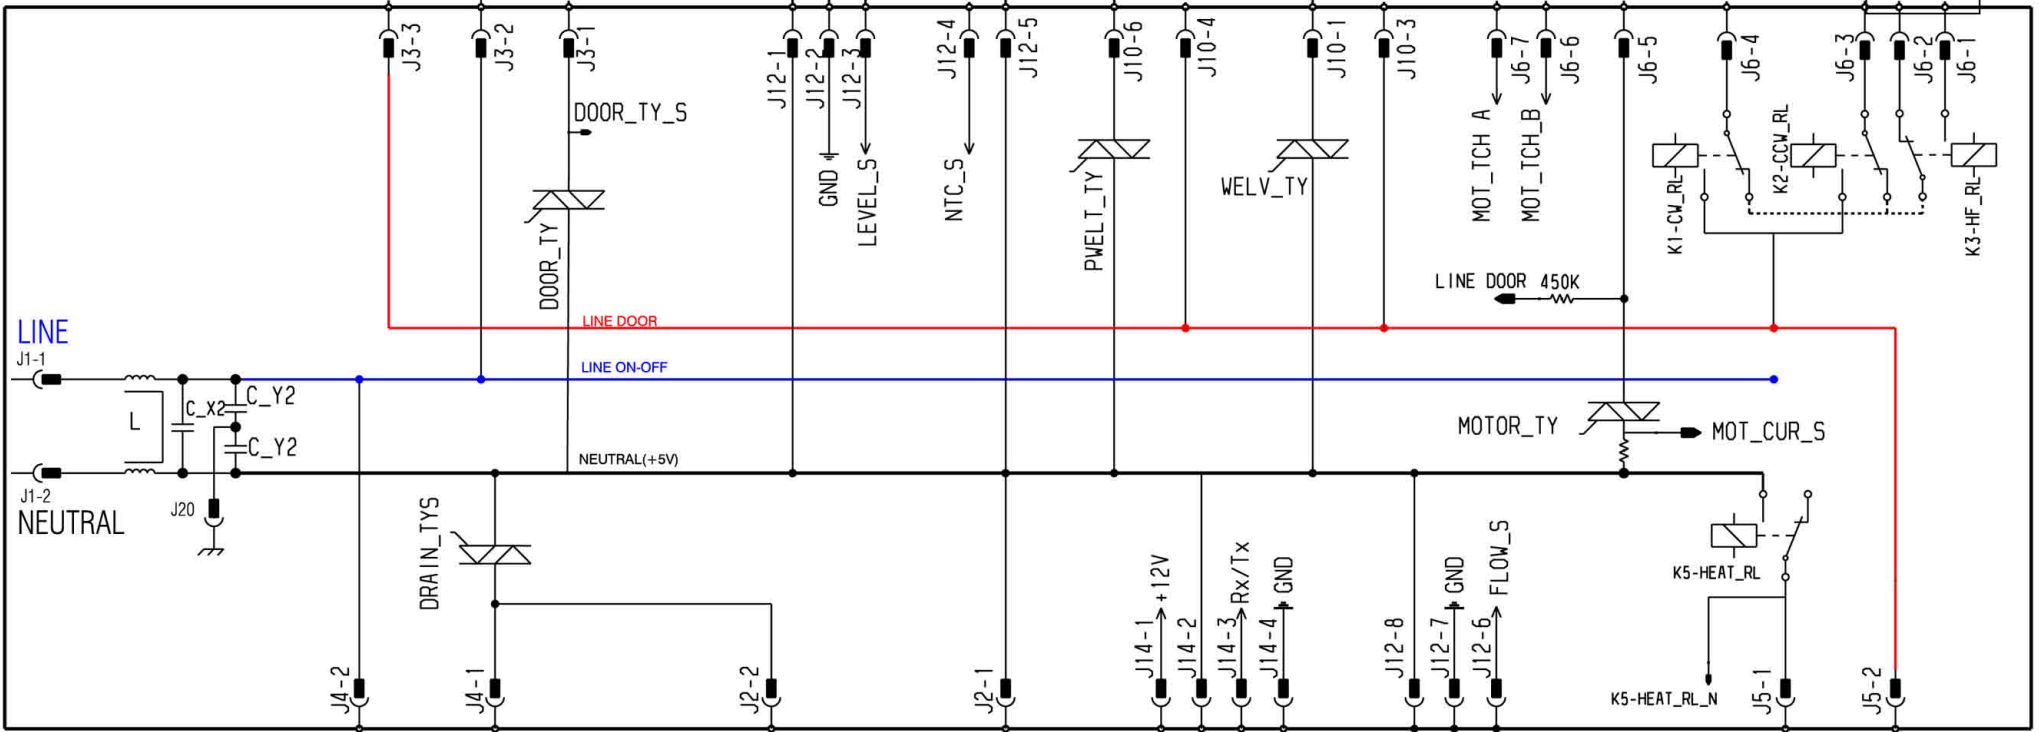 J3-3
J3-2
J3-1
J12-1
J12-2
J12-3
J12-4
J12-5
J10-6
J10-4
J10-1
J10-3
J6-7
J6-6
J6-5
J6-4
J6-3
J6-2
J6-1
DOOR_TY_S
DOOR_TY
GND
LEVEL_S
NTC_S
PWELT_TY
WELV_TY
MOT_TCH A
MOT_TCH_B
K1-CW_RL
K2-CCW_RL
K3-HF_RL
LINE DOOR 450K
LINE DOOR
LINE
J1-1
LINE ON-OFF
L
C_X2
C_Y2
C_Y2
MOTOR_TY
MOT_CUR_S
NEUTRAL(+5V)
J1-2
NEUTRAL
J20
DRAIN_TYS
+12V
Rx/Tx
GND
GND
FLOW_S
K5-HEAT_RL
K5-HEAT_RL_N
J4-2
J4-1
J2-2
J2-1
J14-1
J14-2
J14-3
J14-4
J12-8
J12-7
J12-6
J5-1
J5-2